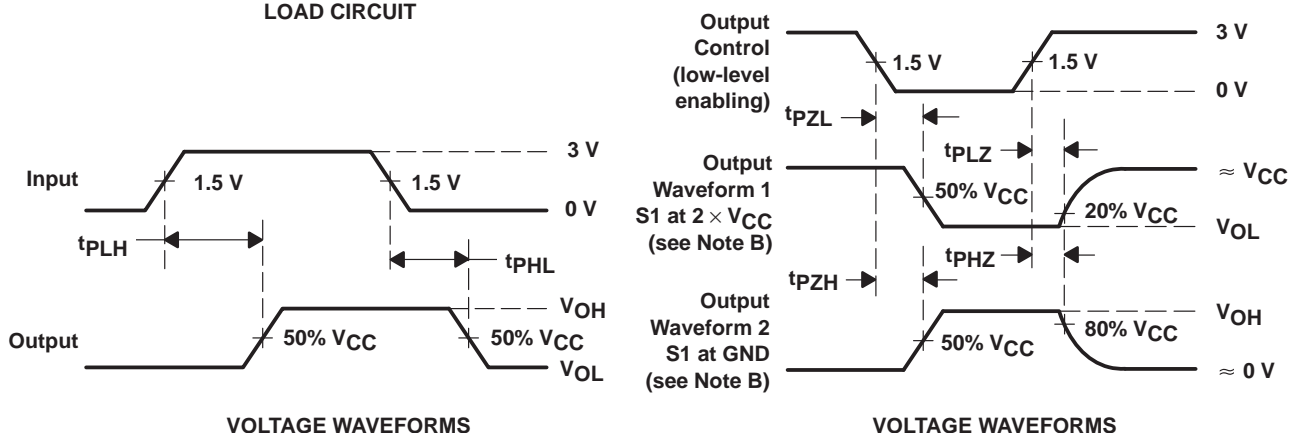 LOAD CIRCUIT
Input
1.5 V
1.5 V
3 V
0 V
tPLH
tPHL
Output
50% VCC
50% VCC
VOH
VOL
VOLTAGE WAVEFORMS
Output
Control
(low-level
enabling)
1.5 V
1.5 V
3 V
0 V
tPZL
tPLZ
Output
Waveform 1
S1 at 2 × VCC
(see Note B)
50% VCC
20% VCC
≈ VCC
VOL
tPZH
tPHZ
Output
Waveform 2
S1 at GND
(see Note B)
50% VCC
80% VCC
VOH
≈ 0 V
VOLTAGE WAVEFORMS